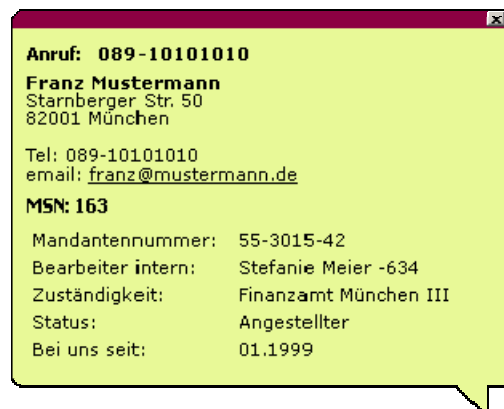 Anruf: 089-10101010
Franz Mustermann
Starnberger Str. 50
82001 München
Tel: 089-10101010
email: franz@mustermann.de
MSN: 163
Mandantennummer: 55-3015-42
Bearbeiter intern: Stefanie Meier -634
Zuständigkeit: Finanzamt München III
Status: Angestellter
Bei uns seit: 01.1999